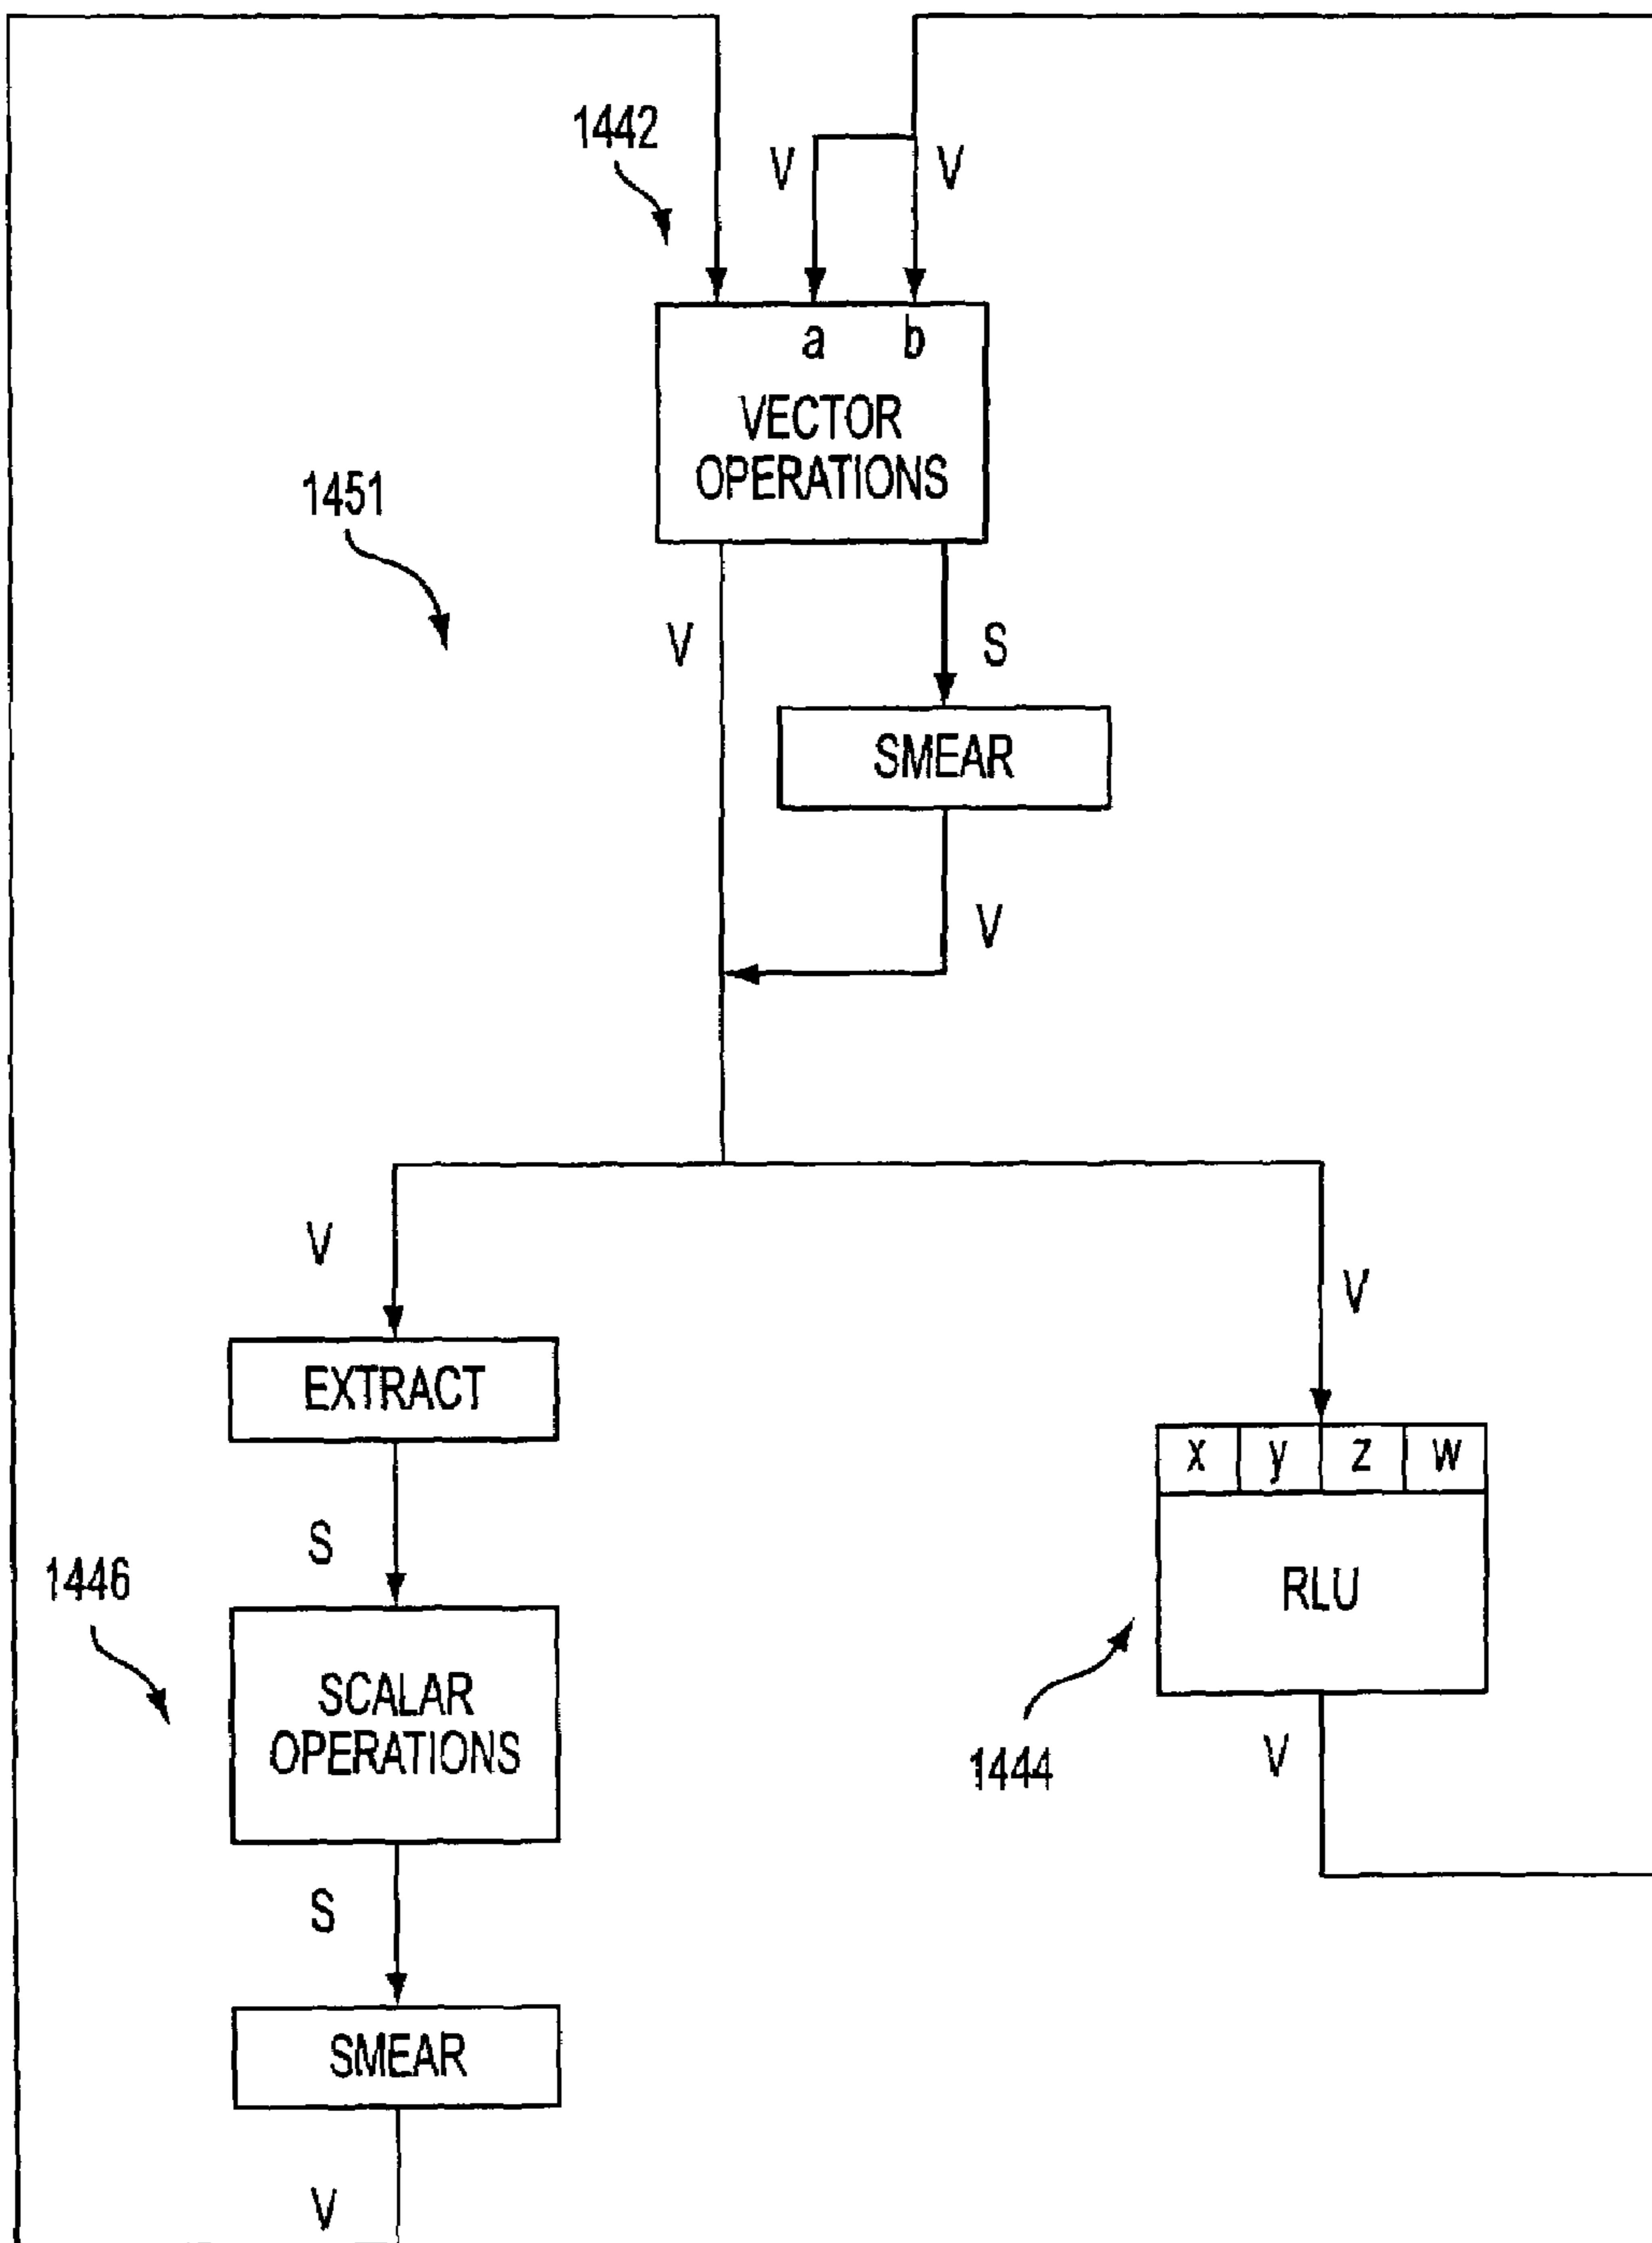 1442
V
V
a b
VECTOR
OPERATIONS
1451
V
S
SMEAR
V
V
V
EXTRACT
x y z w
S
RLU
1446
SCALAR
OPERATIONS
1444
V
S
SMEAR
V